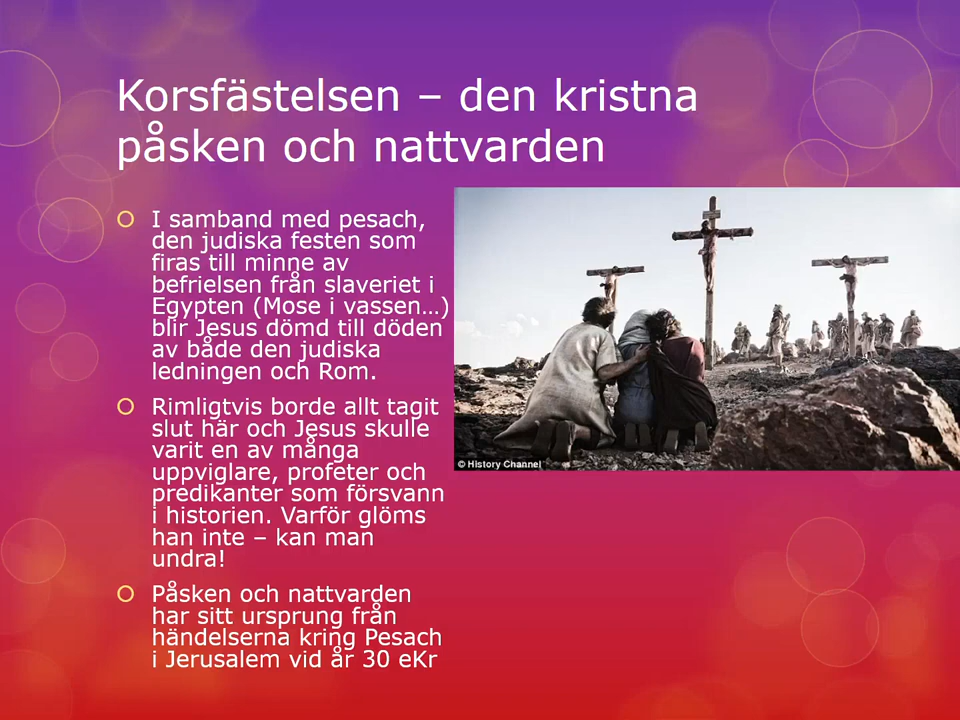 Korsfästelsen – den kristna
påsken och nattvarden
I samband med pesach,
den judiska festen som
firas till minne av
befrielsen från slaveriet i
Egypten (Mose i vassen…)
blir Jesus dömd till döden
av både den judiska
ledningen och Rom.
Rimligtvis borde allt tagit
slut här och Jesus skulle
varit en av många
uppviglare, profeter och
predikanter som försvann
i historien. Varför glöms
han inte – kan man
undra!
Påsken och nattvarden
har sitt ursprung från
händelserna kring Pesach
i Jerusalem vid år 30 eKr
© History Channel